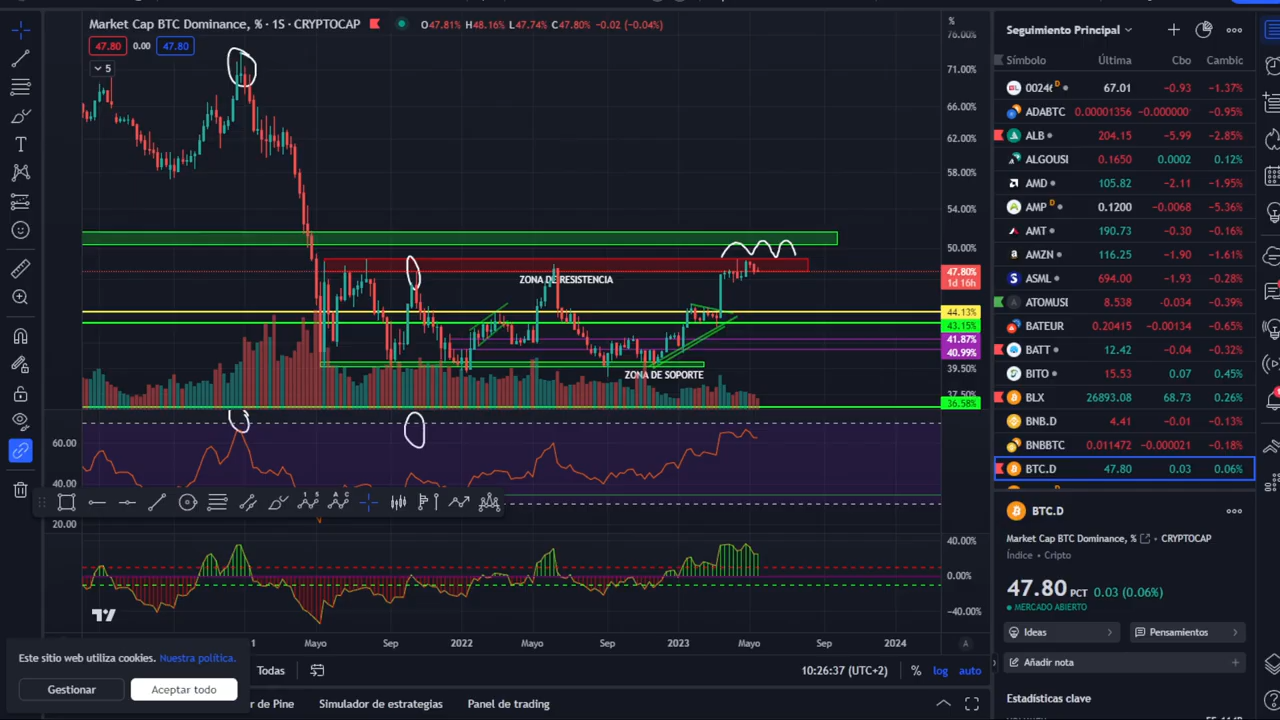 Market Cap BTC Dominance, % · 1S · CRYPTOCAP O47.81% H48.16% L47.74% C47.80% -0.02 (-0.04%)
47.80 0.00 47.80
5
%
76.00%
71.00%
66.00%
62.00%
58.00%
54.00%
50.00%
47.80%
1d 16h
44.13%
43.15%
41.87%
40.99%
39.50%
37.50%
36.58%
ZONA DE RESISTENCIA
ZONA DE SOPORTE
60.00
40.00
20.00
40.00%
0.00%
-40.00%
Mayo Sep 2022 Mayo Sep 2023 Mayo Sep 2024
A
Todas
10:26:37 (UTC+2) % log auto
r de Pine Simulador de estrategias Panel de trading
Este sitio web utiliza cookies. Nuestra política.
Gestionar Aceptar todo
Seguimiento Principal
Símbolo Última Cbo Cambic
0024 D 67.01 -0.93 -1.37%
ADABTC 0.00001356 -0.000000 -0.95%
ALB 204.15 -5.99 -2.85%
ALGOUSI 0.1650 0.0002 0.12%
AMD 105.82 -2.11 -1.95%
AMP D 0.1200 -0.0068 -5.36%
AMT 190.73 -0.30 -0.16%
AMZN 114.25 -1.90 -1.61%
ASML 694.00 -1.93 -0.28%
ATOMUSI 8.538 -0.034 -0.39%
BATEUR 0.20415 -0.00134 -0.65%
BATT 12.42 -0.04 -0.32%
BITO 15.53 0.07 0.45%
BLX 26893.08 68.73 0.26%
BNB.D 4.41 -0.01 -0.13%
BNBBTC 0.011472 -0.000021 -0.18%
BTC.D 47.80 0.03 0.06%
BTC.D
Market Cap BTC Dominance, % · CRYPTOCAP
Índice · Cripto
47.80 PCT 0.03 (0.06%)
MERCADO ABIERTO
Ideas Pensamientos
Añadir nota
Estadísticas clave